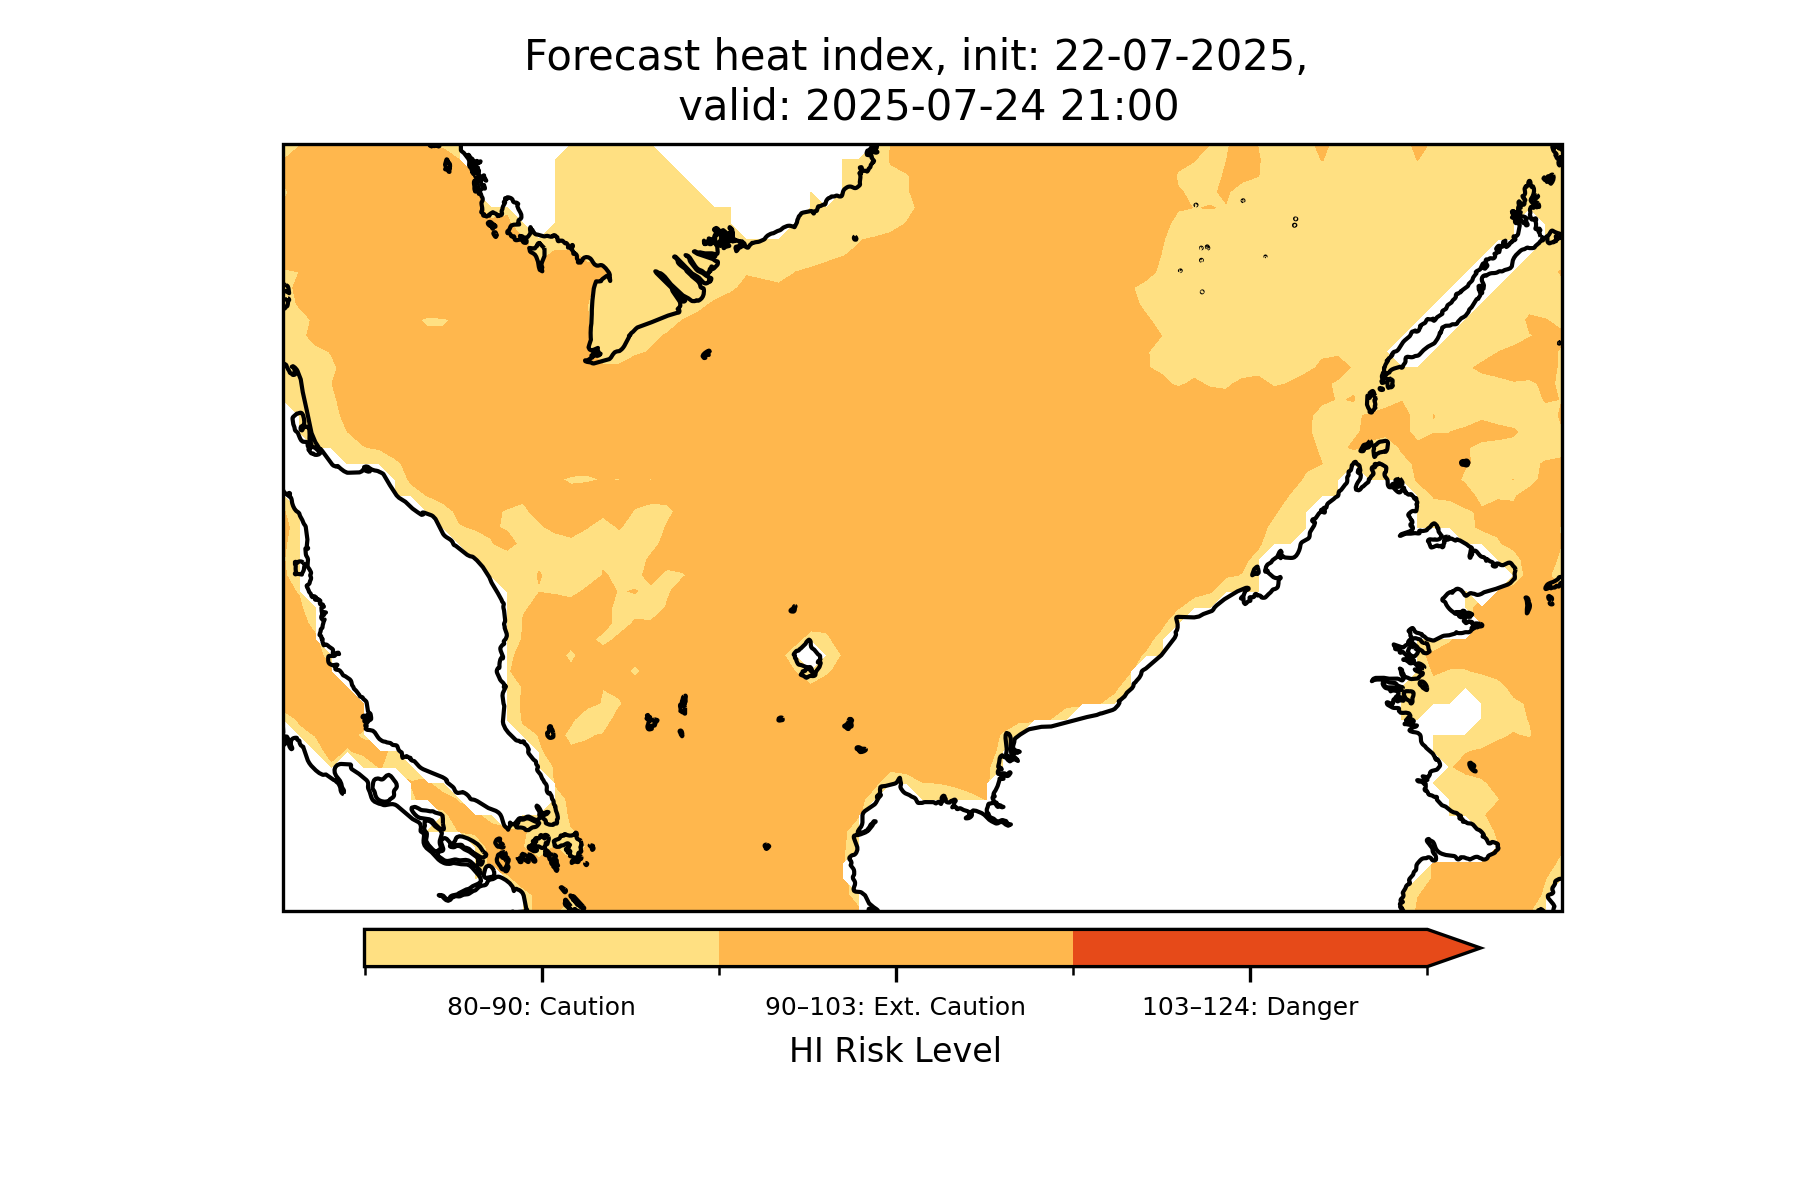 Forecast heat index, init: 22-07-2025,
valid: 2025-07-24 21:00
80–90: Caution
90–103: Ext. Caution
103–124: Danger
HI Risk Level